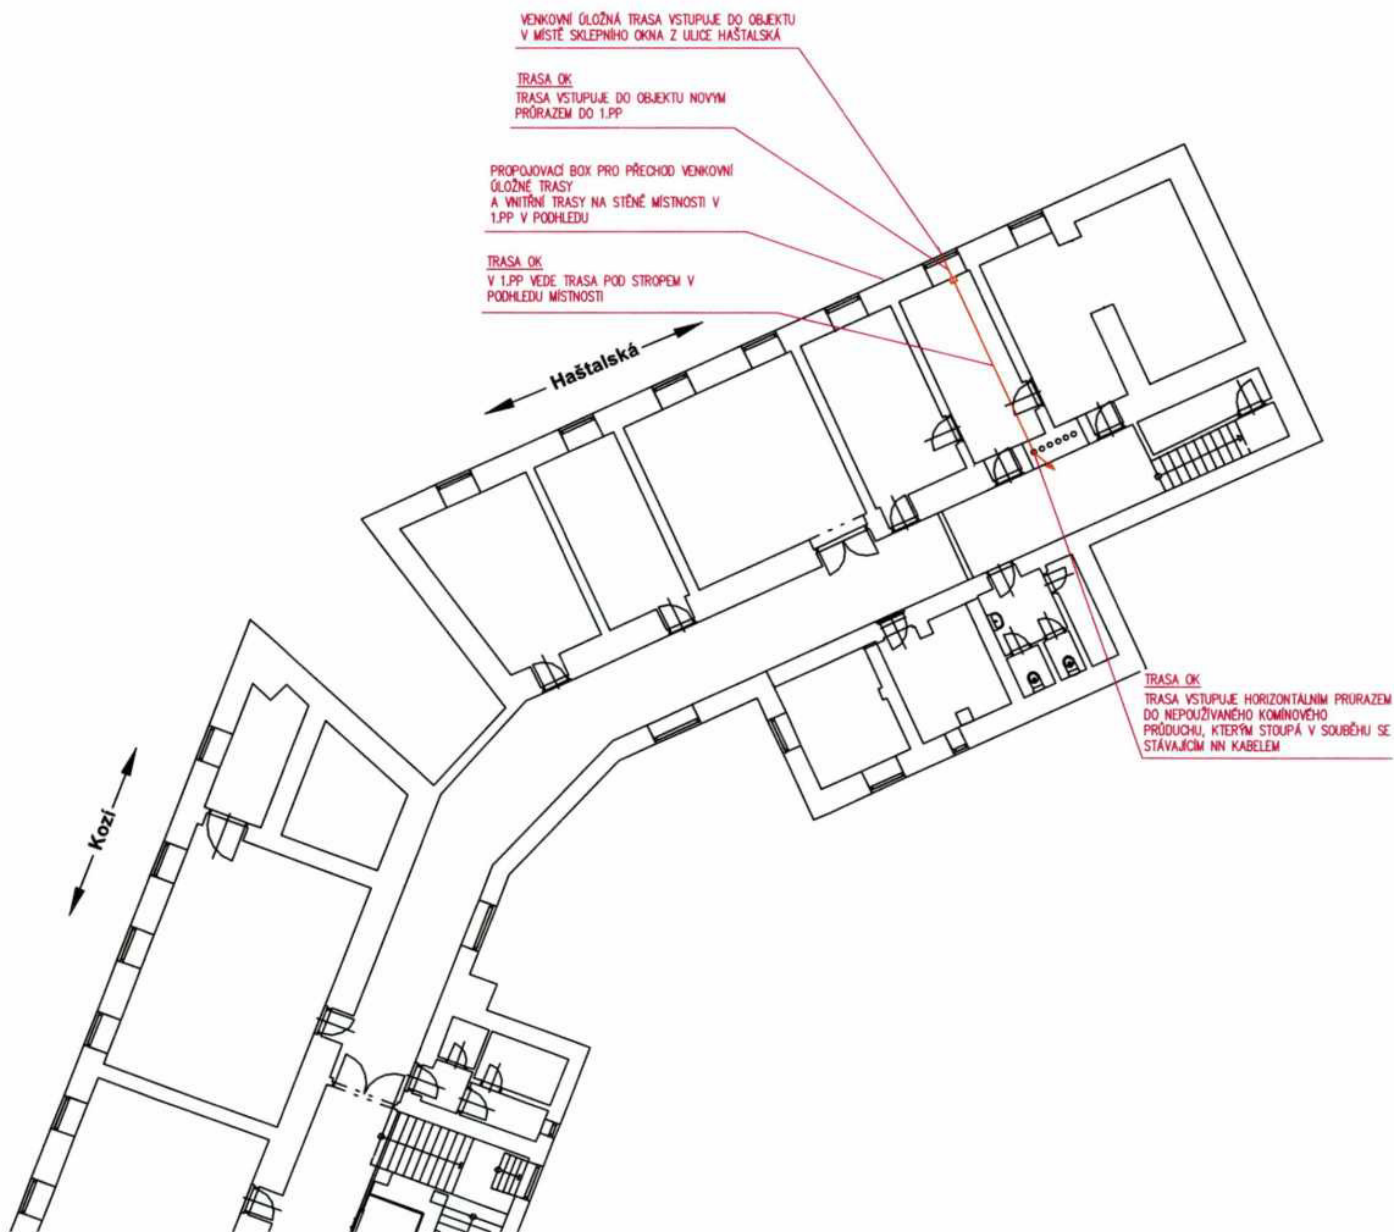 VENKOVNÍ ÚLOŽNÁ TRASA VSTUPUJE DO OBJEKTU
V MÍSTĚ SKLEPNÍHO OKNA Z ULICE HAŠTALSKÁ
TRASA OK
TRASA VSTUPUJE DO OBJEKTU NOVÝM
PRŮRAZEM DO 1.PP
PROPOJOVACÍ BOX PRO PŘECHOD VENKOVNÍ
ÚLOŽNÉ TRASY
A VNITŘNÍ TRASY NA STĚNĚ MÍSTNOSTI V
1.PP V PODHLEDU
TRASA OK
V 1.PP VEDE TRASA POD STROPEM V
PODHLEDU MÍSTNOSTI
Haštalská
TRASA OK
TRASA VSTUPUJE HORIZONTÁLNÍM PRŮRAZEM
DO NEPOUŽÍVANÉHO KOMÍNOVÉHO
PRŮDUCHU, KTERÝM STOUPÁ V SOUBĚHU SE
STÁVAJÍCÍM NN KABELEM
Kozí